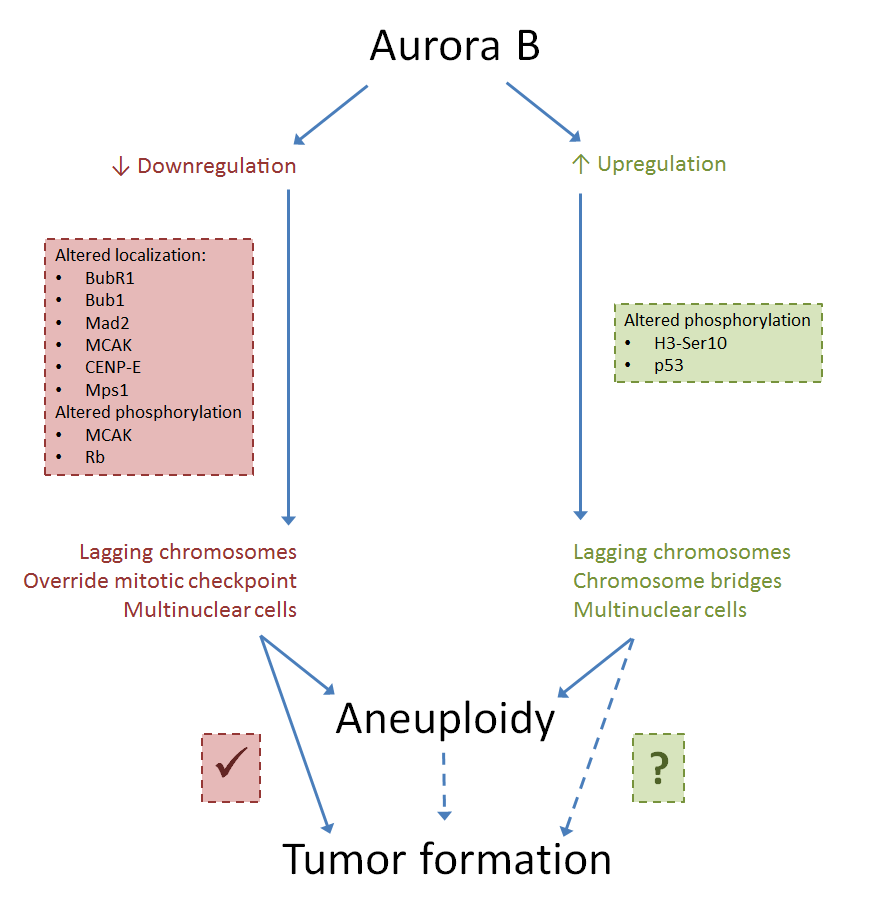 Aurora B
↓ Downregulation
↑ Upregulation
Altered localization:
• BubR1
• Bub1
• Mad2
• MCAK
• CENP-E
• Mps1
Altered phosphorylation
• MCAK
• Rb
Altered phosphorylation
• H3-Ser10
• p53
Lagging chromosomes
Override mitotic checkpoint
Multinuclear cells
Lagging chromosomes
Chromosome bridges
Multinuclear cells
Aneuploidy
✓
?
Tumor formation